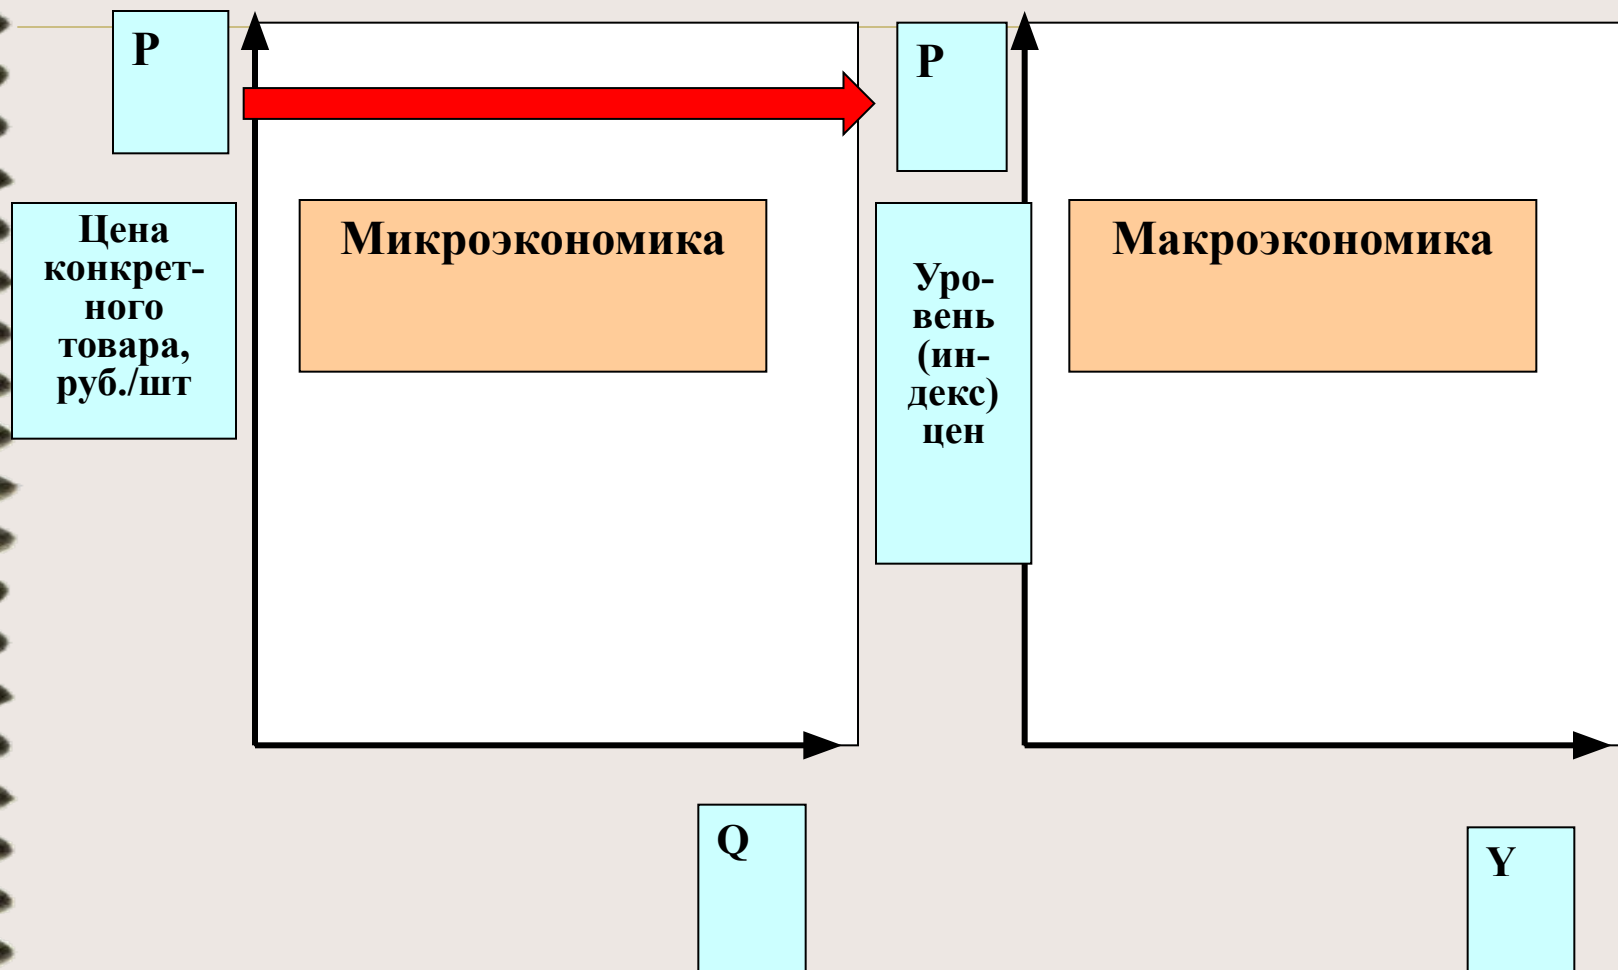 P
Цена
конкрет-
ного
товара,
руб./шт
Микроэкономика
Q
P
Уро-
вень
(ин-
декс)
цен
Макроэкономика
Y